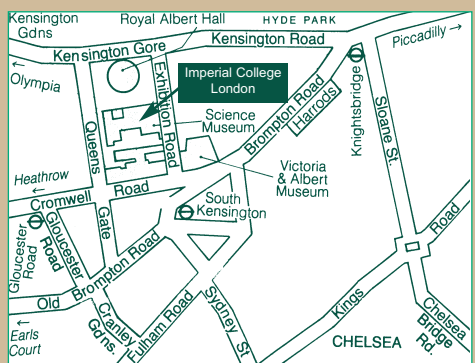 Kensington
Gdns
Royal Albert Hall
HYDE PARK
Kensington Gore
Kensington Road
Piccadilly →
←
Olympia
Imperial College
London
Exhibition Road
Science
Museum
Brompton Road
Harrods
Knightsbridge
Sloane St.
Queens
Gate
Heathrow
←
Victoria
& Albert
Museum
Cromwell Road
South
Kensington
Gloucester
Road
Gloucester
Road
Old Brompton Road
←
Earls
Court
Cranley
Gdns.
Fulham Road
Sydney St
Kings Road
CHELSEA
Chelsea
Bridge
Rd